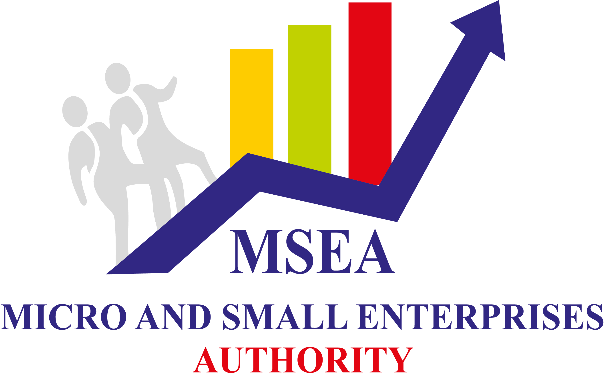 MSEA
MICRO AND SMALL ENTERPRISES
AUTHORITY